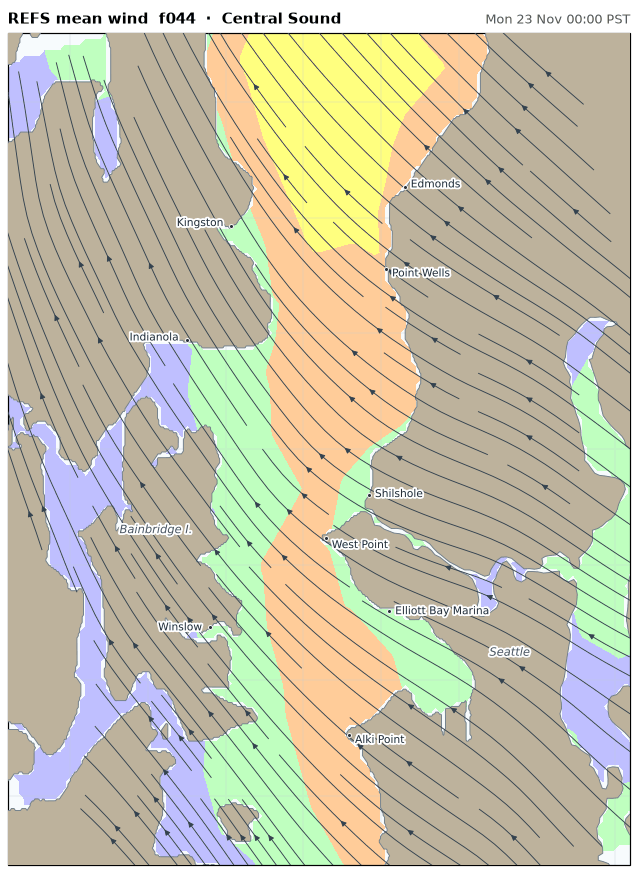 REFS mean wind f044 · Central Sound
Mon 23 Nov 00:00 PST
Edmonds
Kingston
Point Wells
Indianola
Shilshole
Bainbridge I.
West Point
Elliott Bay Marina
Winslow
Seattle
Alki Point